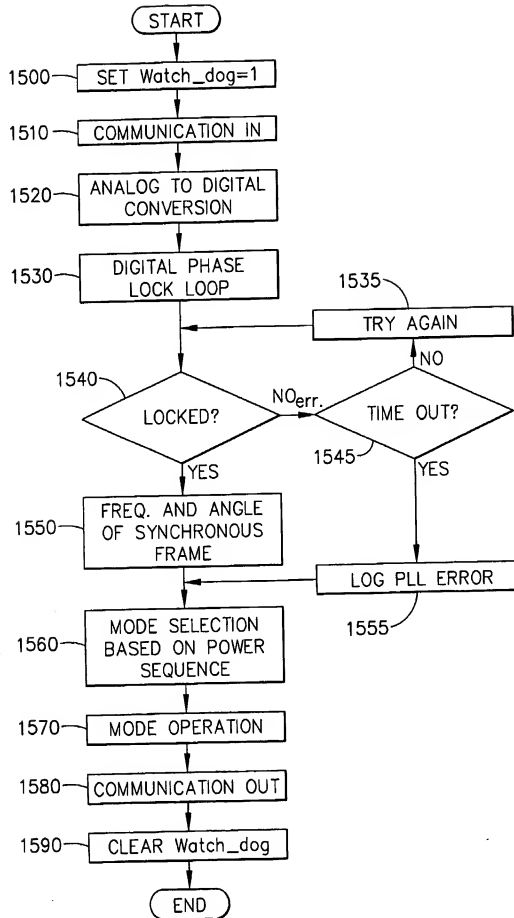 START
1500
SET Watch_dog=1
1510
COMMUNICATION IN
1520
ANALOG TO DIGITAL
CONVERSION
1530
DIGITAL PHASE
LOCK LOOP
1535
TRY AGAIN
1540
LOCKED?
NOerr.
NO
TIME OUT?
1545
YES
YES
1550
FREQ. AND ANGLE
OF SYNCHRONOUS
FRAME
LOG PLL ERROR
1555
1560
MODE SELECTION
BASED ON POWER
SEQUENCE
1570
MODE OPERATION
1580
COMMUNICATION OUT
1590
CLEAR Watch_dog
END